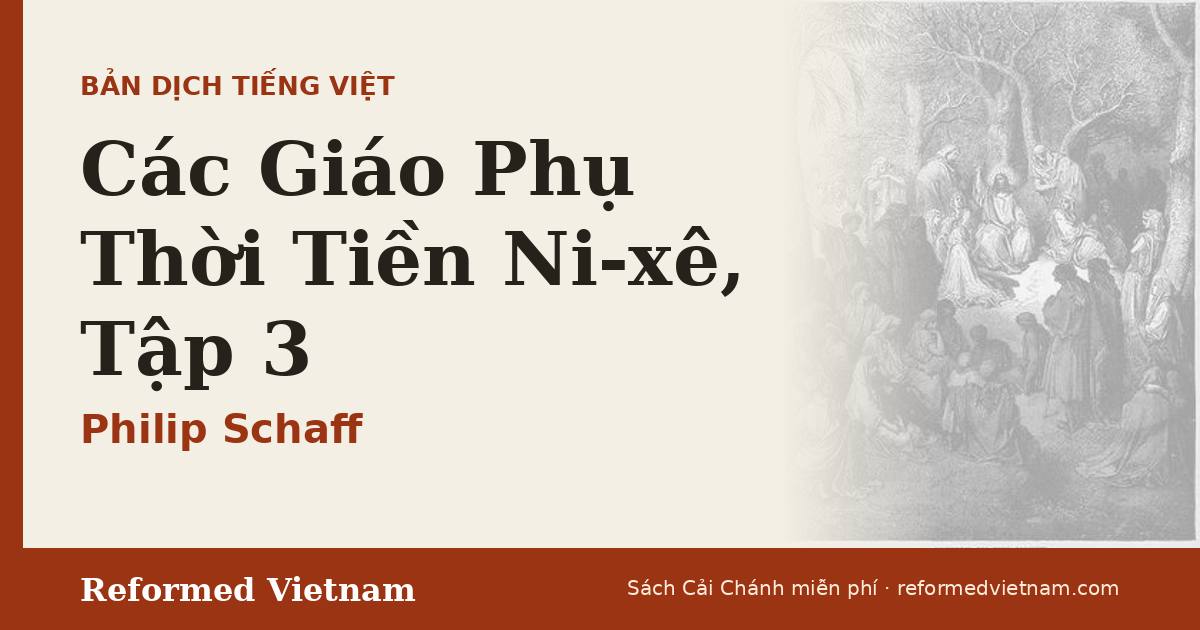 BẢN DỊCH TIẾNG VIỆT
Các Giáo Phụ
Thời Tiền Ni-xê,
Tập 3
Philip Schaff
Reformed Vietnam
Sách Cải Chánh miễn phí · reformedvietnam.com